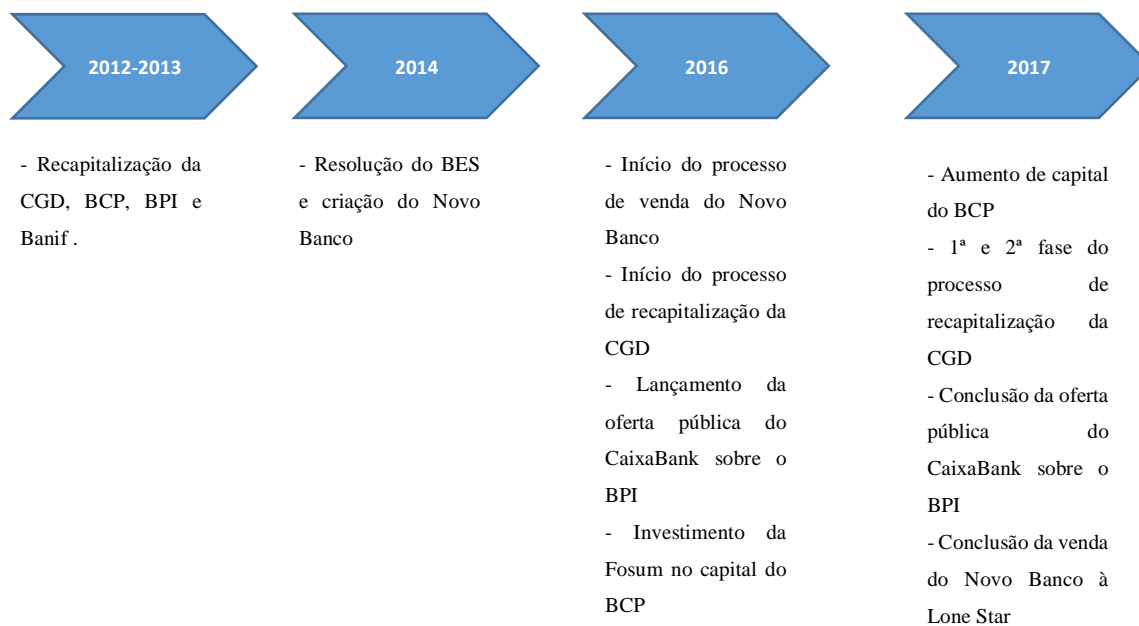 2012-2013
- Recapitalização da
CGD, BCP, BPI e
Banif .
2014
- Resolução do BES
e criação do Novo
Banco
2016
- Início do processo
de venda do Novo
Banco
- Início do processo
de recapitalização da
CGD
- Lançamento da
oferta pública do
CaixaBank sobre o
BPI
- Investimento da
Fosum no capital do
BCP
2017
- Aumento de capital
do BCP
- 1ª e 2ª fase do
processo de
recapitalização da
CGD
- Conclusão da oferta
pública do
CaixaBank sobre o
BPI
- Conclusão da venda
do Novo Banco à
Lone Star